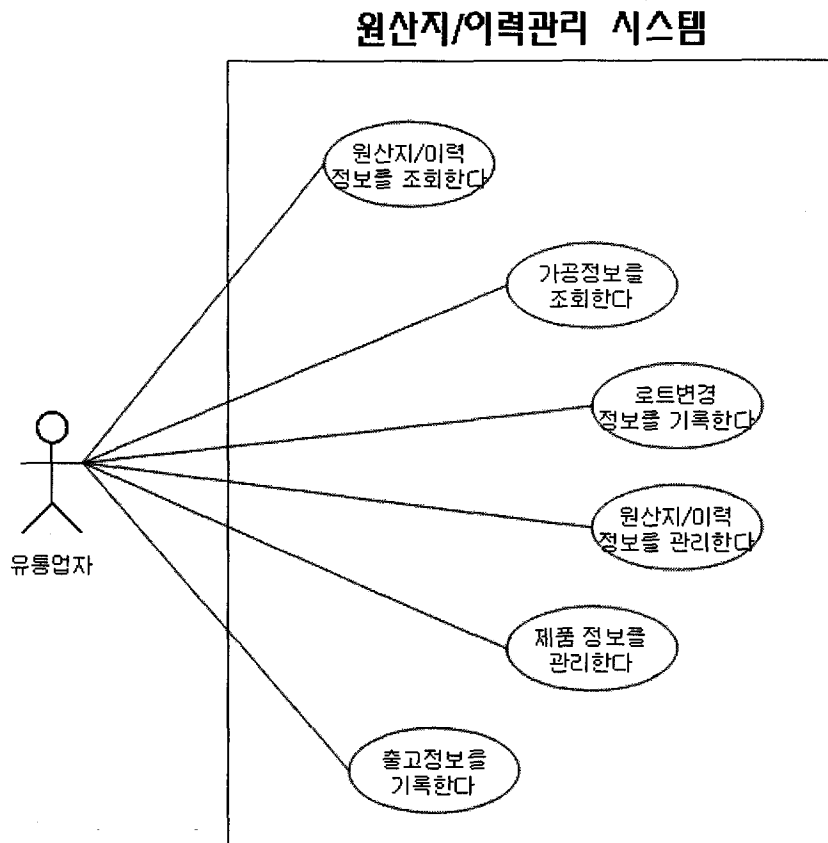 원산지/이력관리 시스템
원산지/이력
정보를 조회한다
가공정보를
조회한다
로트변경
정보를 기록한다
원산지/이력
정보를 관리한다
유통업자
제품 정보를
관리한다
출고정보를
기록한다